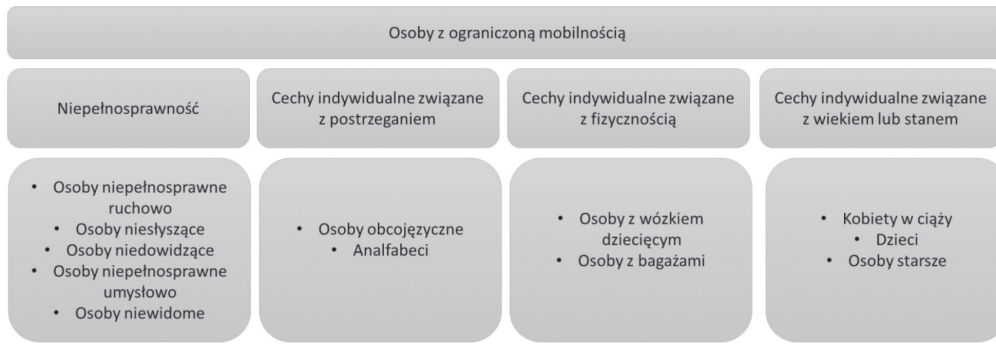 Osoby z ograniczoną mobilnością
Niepełnosprawność
Cechy indywidualne związane
z postrzeganiem
Cechy indywidualne związane
z fizycznością
Cechy indywidualne związane
z wiekiem lub stanem
• Osoby niepełnosprawne
ruchowo
• Osoby niesłyszące
• Osoby niedowidzące
• Osoby niepełnosprawne
umysłowo
• Osoby niewidome
• Osoby obcojęzyczne
• Analfabeci
• Osoby z wózkiem
dziecięcym
• Osoby z bagażami
• Kobiety w ciąży
• Dzieci
• Osoby starsze